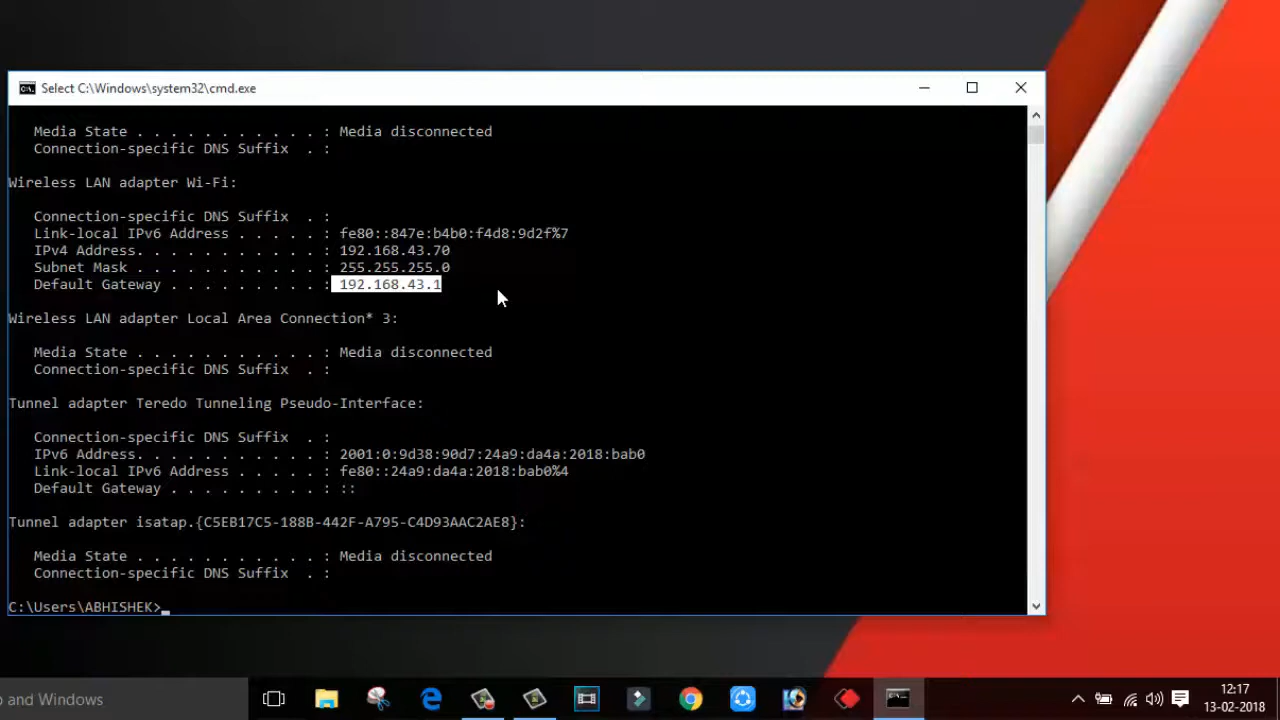 Select C:\Windows\system32\cmd.exe
Media State . . . . . . . . . . . : Media disconnected
Connection-specific DNS Suffix  . :
Wireless LAN adapter Wi-Fi:
Connection-specific DNS Suffix  . :
Link-local IPv6 Address . . . . . : fe80::847e:b4b0:f4d8:9d2f%7
IPv4 Address. . . . . . . . . . . : 192.168.43.70
Subnet Mask . . . . . . . . . . . : 255.255.255.0
Default Gateway . . . . . . . . . : 192.168.43.1
Wireless LAN adapter Local Area Connection* 3:
Media State . . . . . . . . . . . : Media disconnected
Connection-specific DNS Suffix  . :
Tunnel adapter Teredo Tunneling Pseudo-Interface:
Connection-specific DNS Suffix  . :
IPv6 Address. . . . . . . . . . . : 2001:0:9d38:90d7:24a9:da4a:2018:bab0
Link-local IPv6 Address . . . . . : fe80::24a9:da4a:2018:bab0%4
Default Gateway . . . . . . . . . : ::
Tunnel adapter isatap.{C5EB17C5-188B-442F-A795-C4D93AAC2AE8}:
Media State . . . . . . . . . . . : Media disconnected
Connection-specific DNS Suffix  . :
C:\Users\ABHISHEK>
and Windows
12:17
13-02-2018